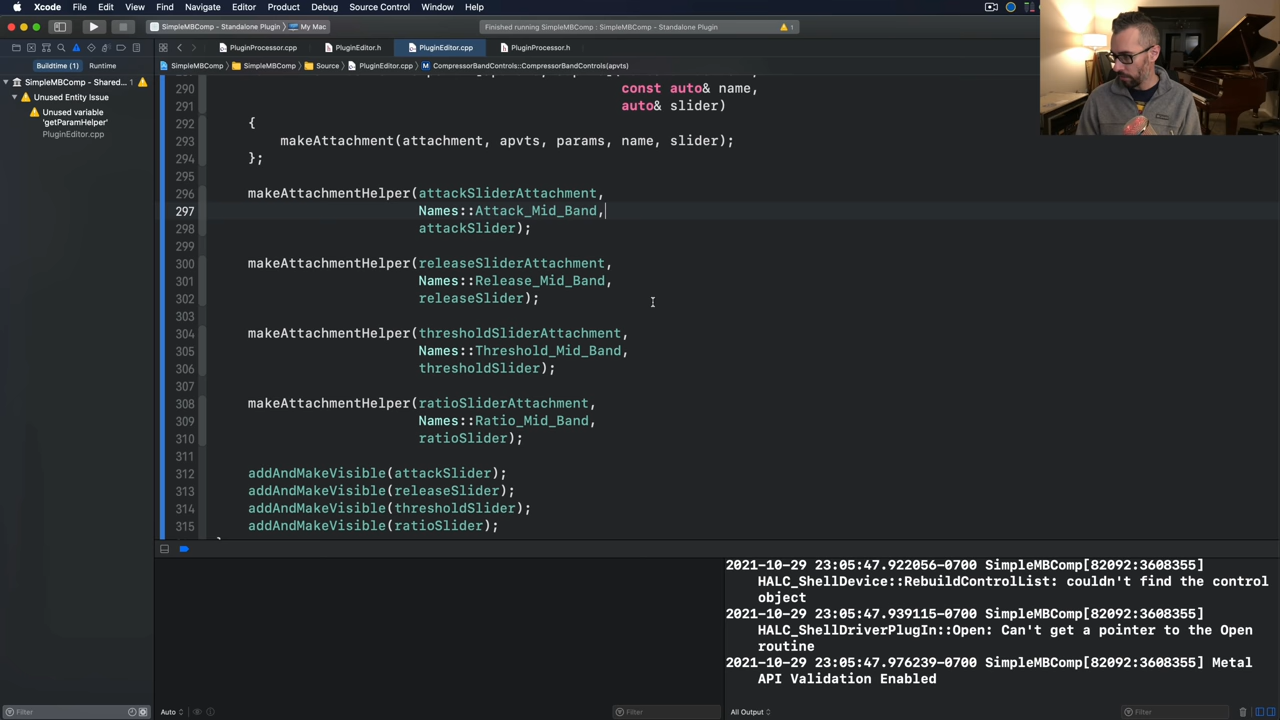 Xcode File Edit View Find Navigate Editor Product Debug Source Control Window Help
SimpleMBComp - Standalone Plugin My Mac
Finished running SimpleMBComp - Standalone Plugin : My Mac
1
PluginProcessor.cpp PluginEditor.h PluginEditor.cpp PluginProcessor.h
Buildtime (1) Runtime
SimpleMBComp SimpleMBComp Source PluginEditor.cpp CompressorBandControls::CompressorBandControls(apvts)
SimpleMBComp - Shared...
Unused Entity Issue
Unused variable
'getParamHelper'
PluginEditor.cpp
290 const auto& name,
291 auto& slider)
292 {
293 makeAttachment(attachment, apvts, params, name, slider);
294 };
295
296 makeAttachmentHelper(attackSliderAttachment,
297 Names::Attack_Mid_Band,
298 attackSlider);
299
300 makeAttachmentHelper(releaseSliderAttachment,
301 Names::Release_Mid_Band,
302 releaseSlider);
303
304 makeAttachmentHelper(thresholdSliderAttachment,
305 Names::Threshold_Mid_Band,
306 thresholdSlider);
307
308 makeAttachmentHelper(ratioSliderAttachment,
309 Names::Ratio_Mid_Band,
310 ratioSlider);
311
312 addAndMakeVisible(attackSlider);
313 addAndMakeVisible(releaseSlider);
314 addAndMakeVisible(thresholdSlider);
315 addAndMakeVisible(ratioSlider);
2021-10-29 23:05:47.922056-0700 SimpleMBComp[82092:3608355]
HALC_ShellDevice::RebuildControlList: couldn't find the control
object
2021-10-29 23:05:47.939115-0700 SimpleMBComp[82092:3608355]
HALC_ShellDriverPlugIn::Open: Can't get a pointer to the Open
routine
2021-10-29 23:05:47.976239-0700 SimpleMBComp[82092:3608355] Metal
API Validation Enabled
Filter
Auto
Filter
All Output
Filter